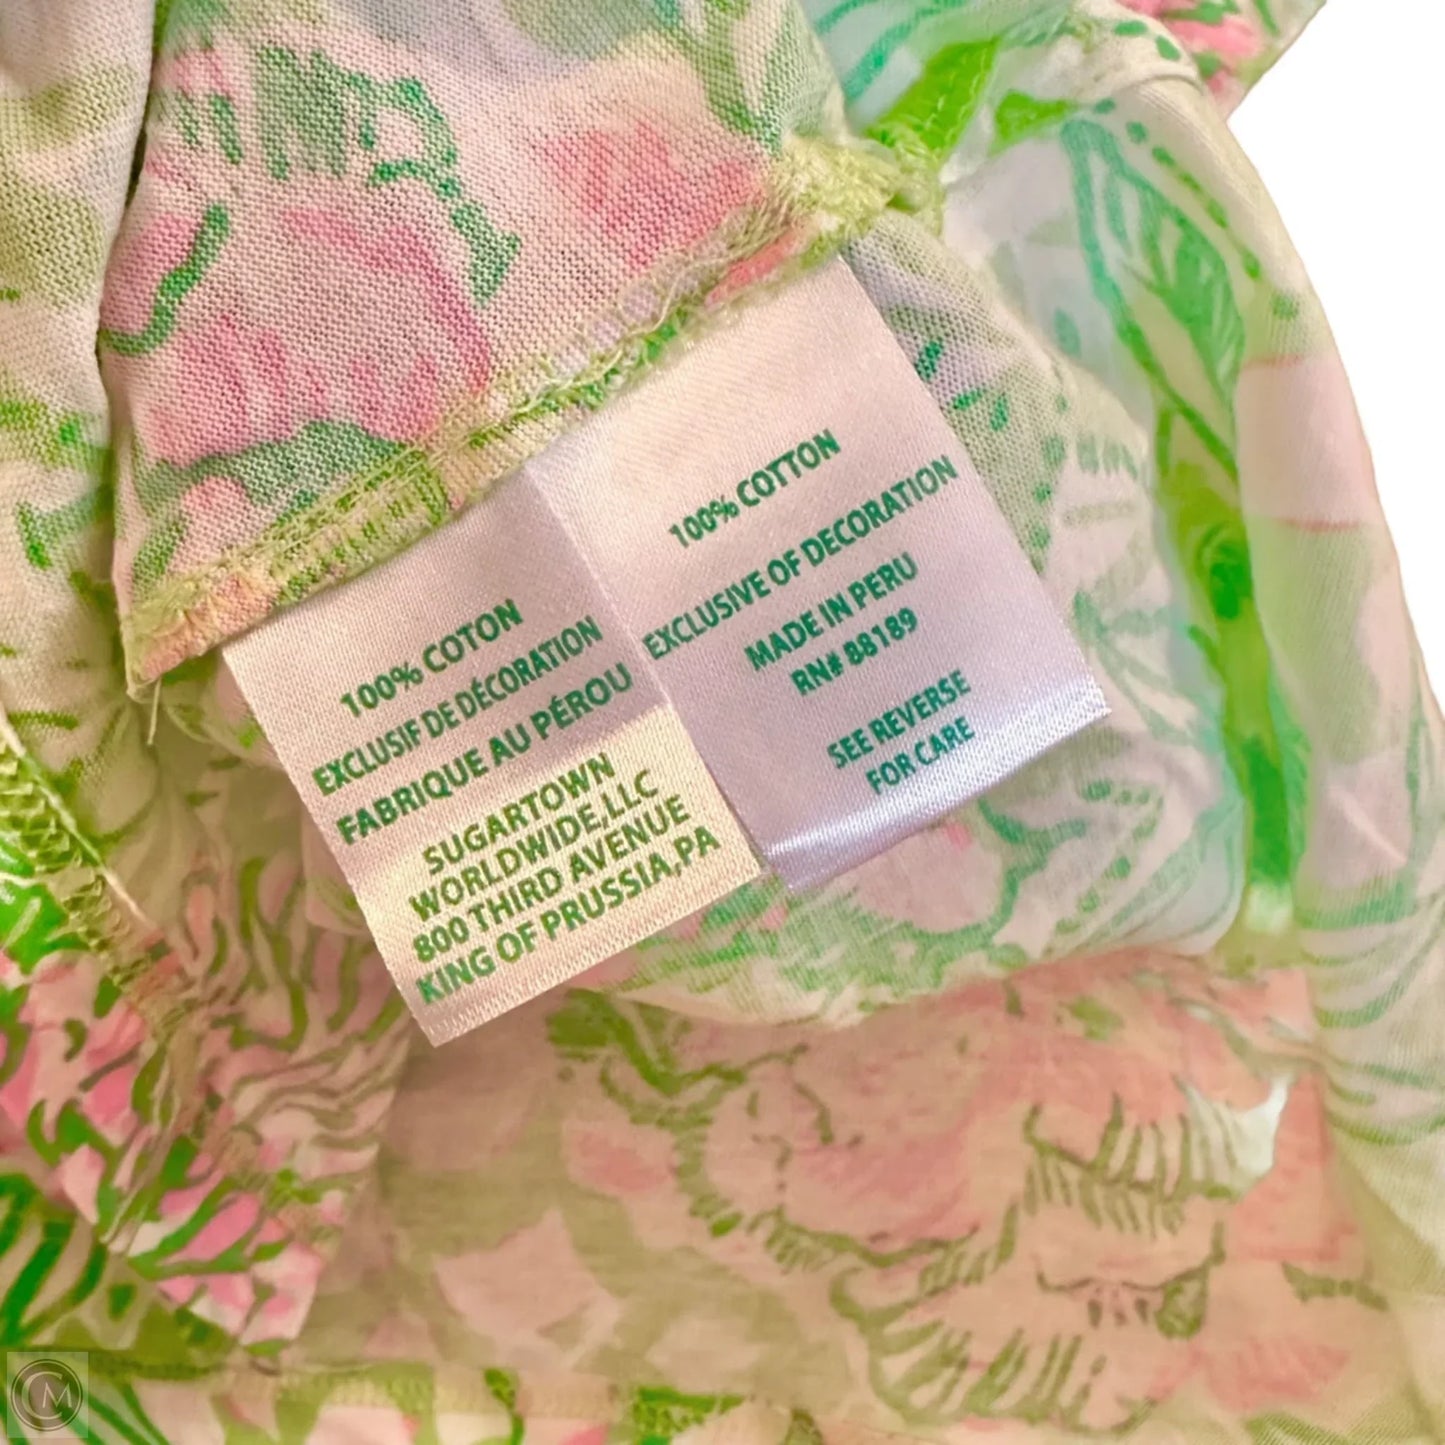 100% COTON
EXCLUSIF DE DÉCORATION
FABRIQUE AU PÉROU
SUGARTOWN
WORLDWIDE,LLC
800 THIRD AVENUE
KING OF PRUSSIA,PA
100% COTTON
EXCLUSIVE OF DECORATION
MADE IN PERU
RN# 88189
SEE REVERSE
FOR CARE
CM